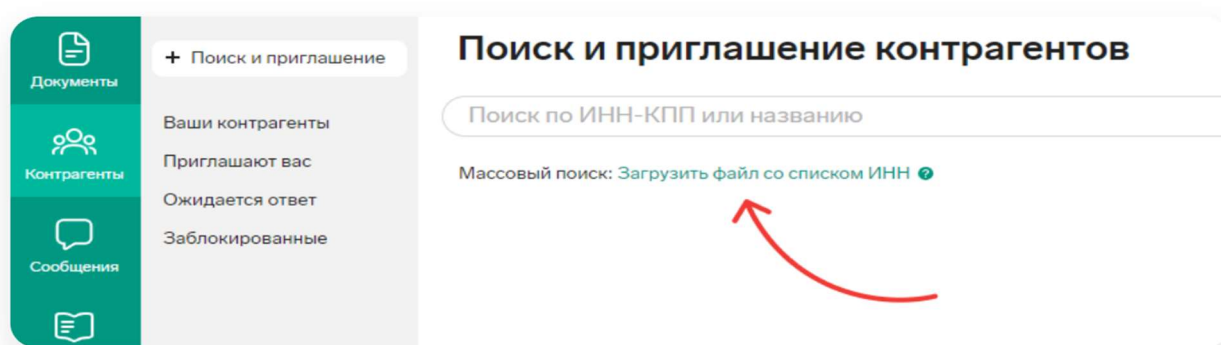 Документы
Контрагенты
Сообщения
+ Поиск и приглашение
Ваши контрагенты
Приглашают вас
Ожидается ответ
Заблокированные
Поиск и приглашение контрагентов
Поиск по ИНН-КПП или названию
Массовый поиск: Загрузить файл со списком ИНН ?